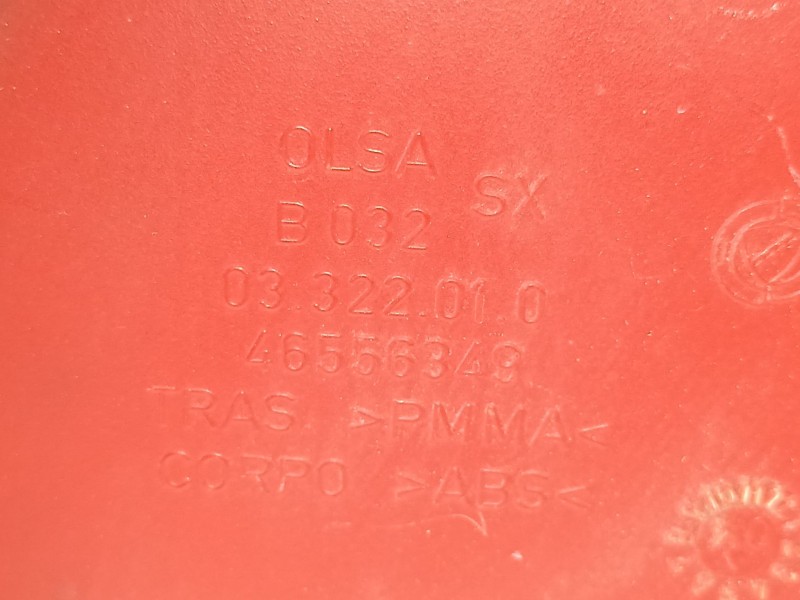 OLSA
SX
B 032
03.322.01.0
46556349
TRAS. >PMMA<
CORPO >ABS<